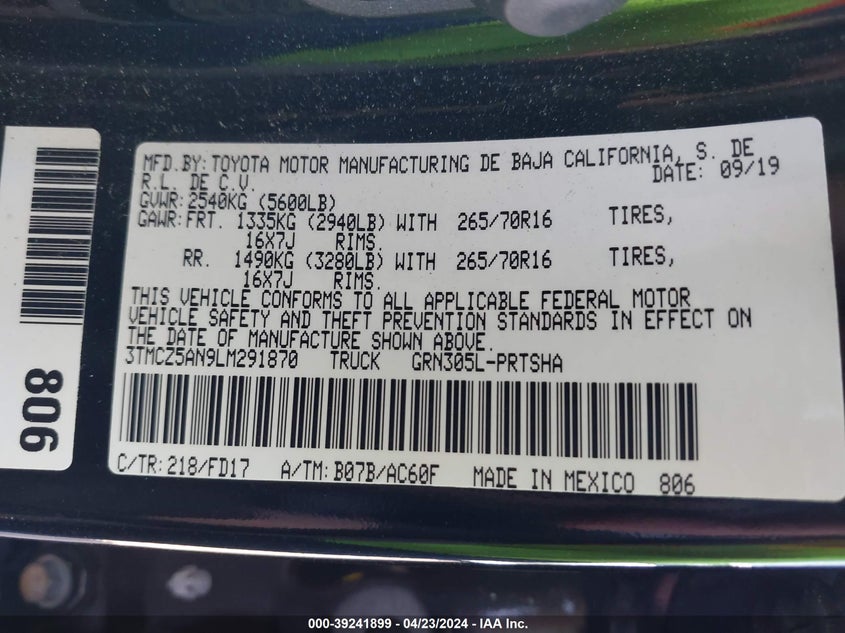 806
MFD.BY:TOYOTA MOTOR MANUFACTURING DE BAJA CALIFORNIA, S. DE
R.L. DE C.V. DATE: 09/19
GVWR:2540KG (5600LB)
GAWR:FRT. 1335KG (2940LB) WITH 265/70R16 TIRES,
16X7J RIMS.
RR. 1490KG (3280LB) WITH 265/70R16 TIRES,
16X7J RIMS.
THIS VEHICLE CONFORMS TO ALL APPLICABLE FEDERAL MOTOR
VEHICLE SAFETY AND THEFT PREVENTION STANDARDS IN EFFECT ON
THE DATE OF MANUFACTURE SHOWN ABOVE.
3TMCZ5AN9LM291870 TRUCK GRN305L-PRTSHA
C/TR:218/FD17 A/TM:B07B/AC60F MADE IN MEXICO 806
000-39241899 - 04/23/2024 - IAA Inc.